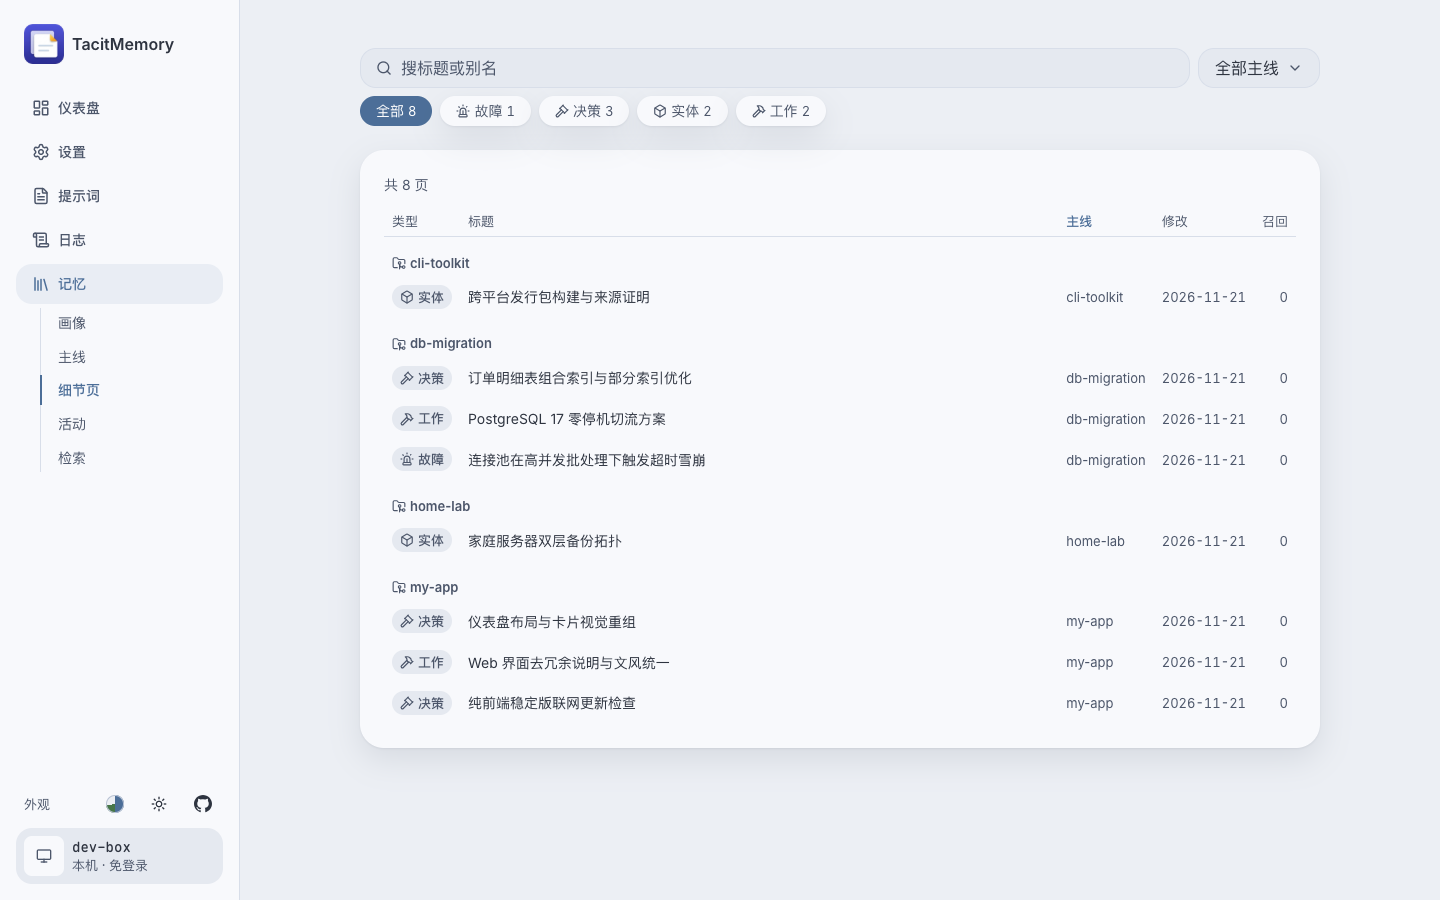 TacitMemory
仪表盘
设置
提示词
日志
记忆
画像
主线
细节页
活动
检索
外观
dev-box
本机 · 免登录
搜标题或别名
全部主线
全部 8
故障 1
决策 3
实体 2
工作 2
共 8 页
类型 标题 主线 修改 召回
cli-toolkit
实体 跨平台发行包构建与来源证明 cli-toolkit 2026-11-21 0
db-migration
决策 订单明细表组合索引与部分索引优化 db-migration 2026-11-21 0
工作 PostgreSQL 17 零停机切流方案 db-migration 2026-11-21 0
故障 连接池在高并发批处理下触发超时雪崩 db-migration 2026-11-21 0
home-lab
实体 家庭服务器双层备份拓扑 home-lab 2026-11-21 0
my-app
决策 仪表盘布局与卡片视觉重组 my-app 2026-11-21 0
工作 Web 界面去冗余说明与文风统一 my-app 2026-11-21 0
决策 纯前端稳定版联网更新检查 my-app 2026-11-21 0